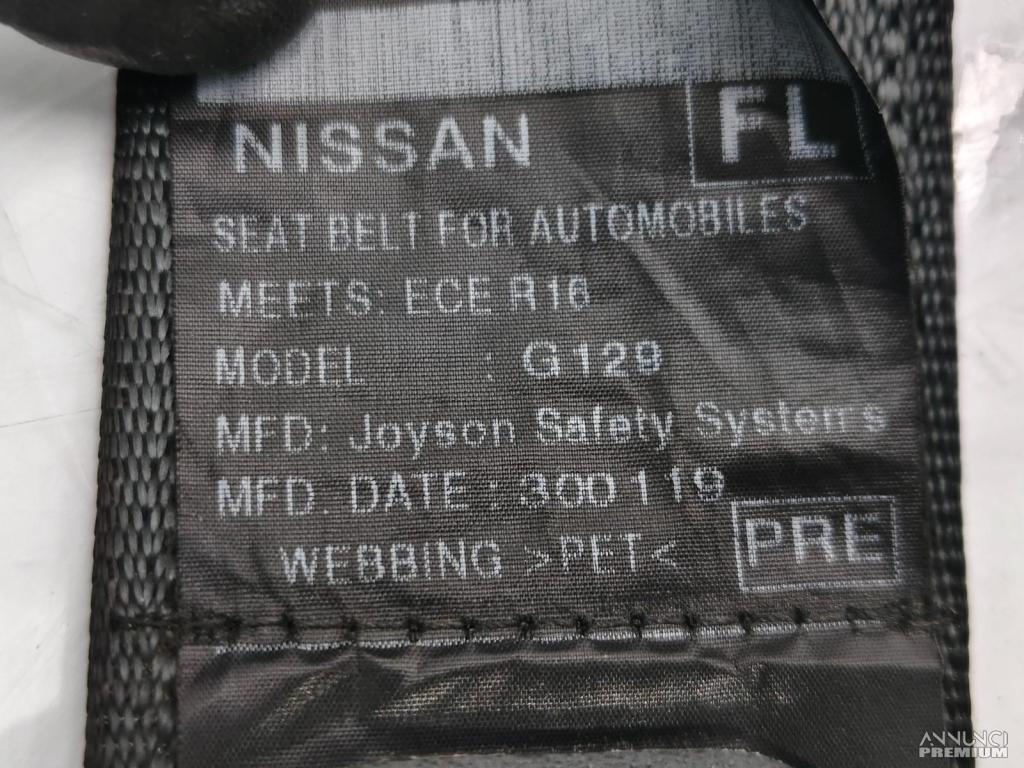 NISSAN FL
SEAT BELT FOR AUTOMOBILES
MEETS: ECE R16
MODEL : G129
MFD: Joyson Safety Systems
MFD. DATE : 300119
WEBBING >PET< PRE
ANNUNCI
PREMIUM